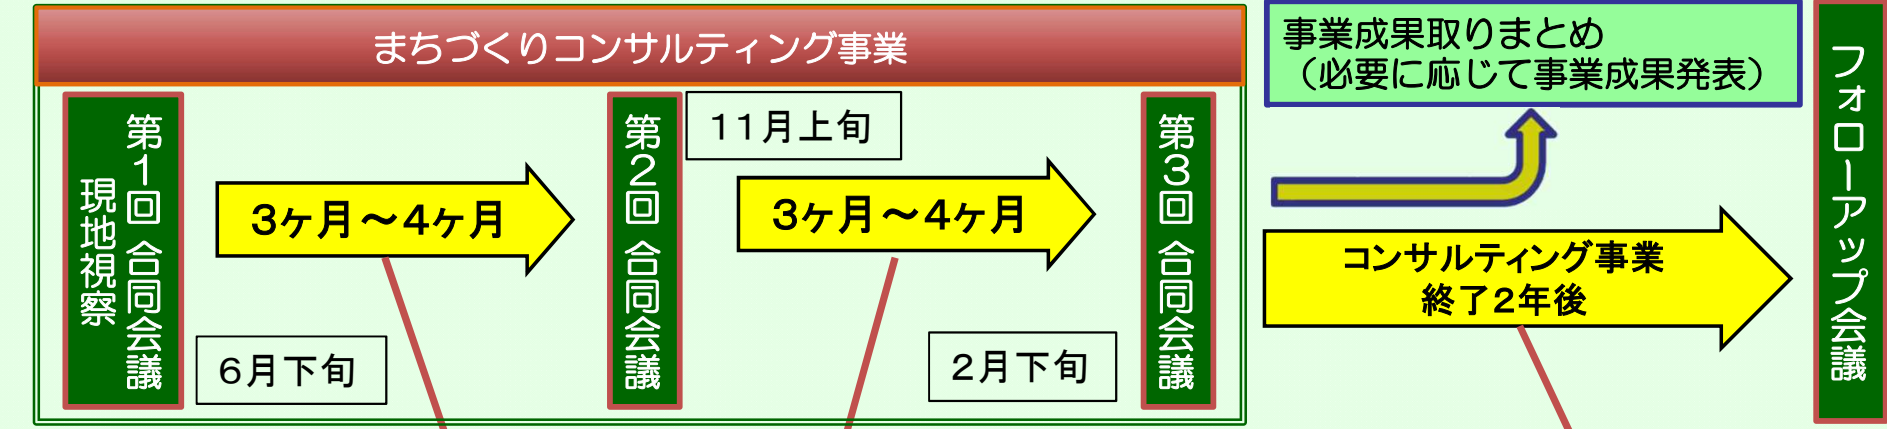 まちづくりコンサルティング事業
第１回 合同会議
現地視察
3ヶ月～4ヶ月
6月下旬
第２回 合同会議
11月上旬
3ヶ月～4ヶ月
2月下旬
第３回 合同会議
事業成果取りまとめ
（必要に応じて事業成果発表）
コンサルティング事業
終了2年後
フォローアップ会議